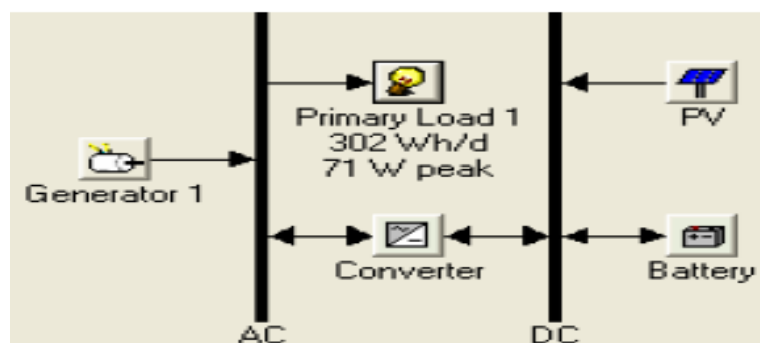 Primary Load 1
302 Wh/d
71 W peak
PV
Generator 1
Converter
Battery
AC
DC